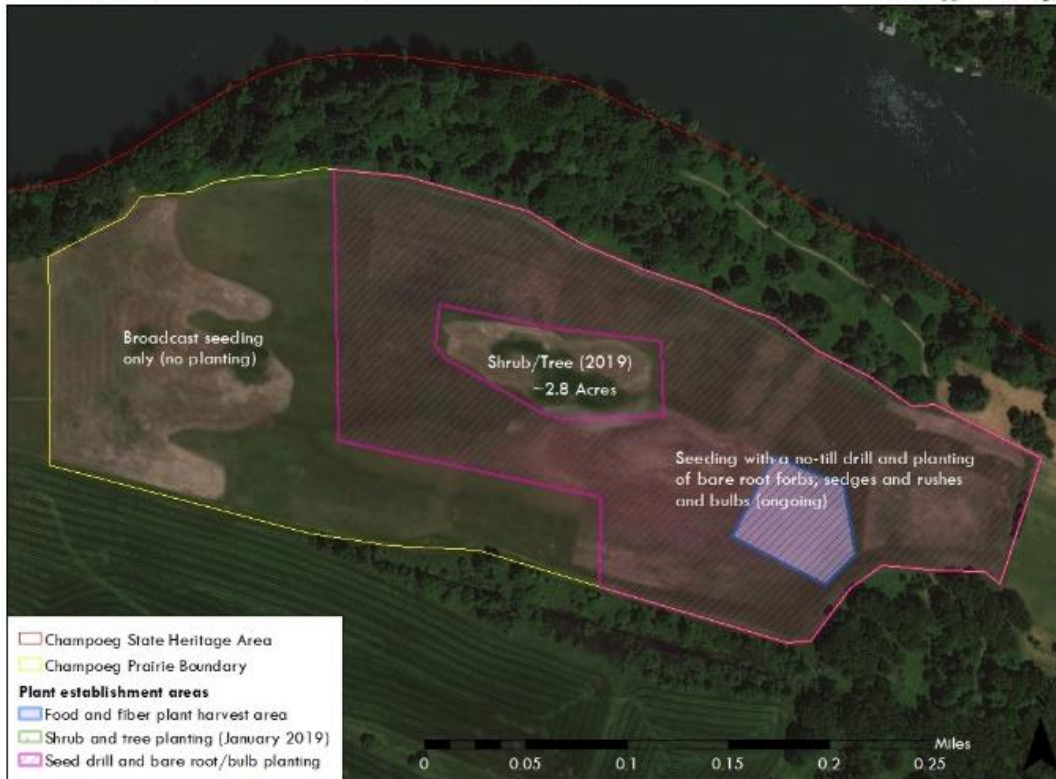 Broadcast seeding
only (no planting)
Shrub/Tree (2019)
~2.8 Acres
Seeding with a no-till drill and planting
of bare root forbs, sedges and rushes
and bulbs (ongoing)
Champoeg State Heritage Area
Champoeg Prairie Boundary
Plant establishment areas
Food and fiber plant harvest area
Shrub and tree planting (January 2019)
Seed drill and bare root/bulb planting
Miles
0 0.05 0.1 0.15 0.2 0.25